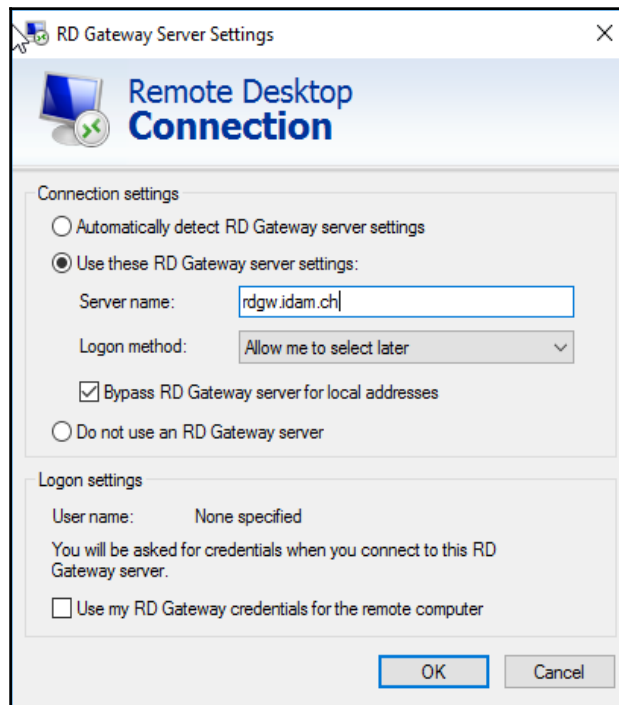 RD Gateway Server Settings
Remote Desktop
Connection
Connection settings
Automatically detect RD Gateway server settings
Use these RD Gateway server settings:
Server name: rdgw.idam.ch
Logon method: Allow me to select later
Bypass RD Gateway server for local addresses
Do not use an RD Gateway server
Logon settings
User name: None specified
You will be asked for credentials when you connect to this RD
Gateway server.
Use my RD Gateway credentials for the remote computer
OK Cancel